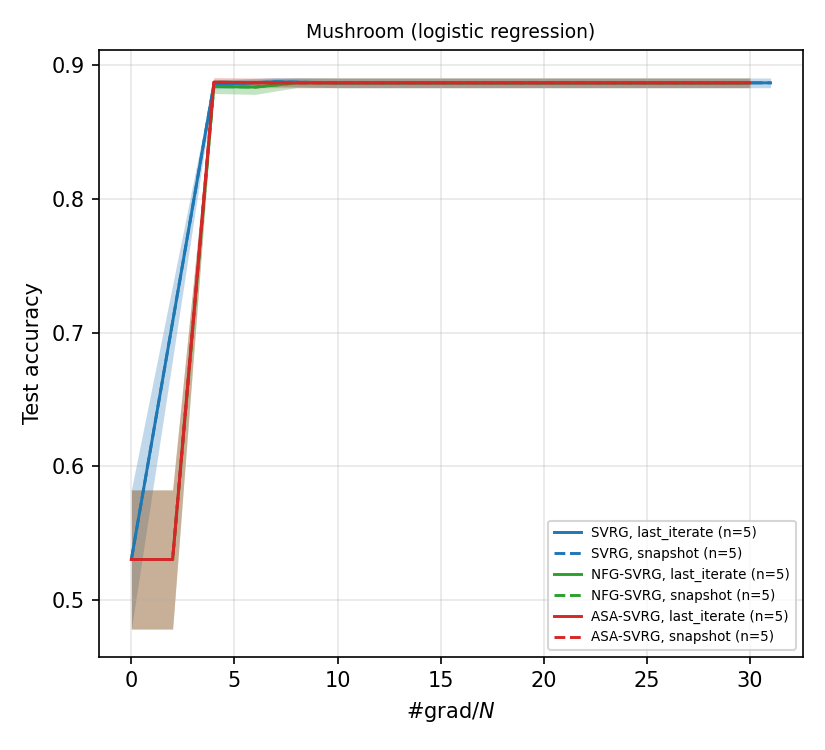 Mushroom (logistic regression)
Test accuracy
0.9
0.8
0.7
0.6
0.5
0 5 10 15 20 25 30
#grad/N
SVRG, last_iterate (n=5)
SVRG, snapshot (n=5)
NFG-SVRG, last_iterate (n=5)
NFG-SVRG, snapshot (n=5)
ASA-SVRG, last_iterate (n=5)
ASA-SVRG, snapshot (n=5)